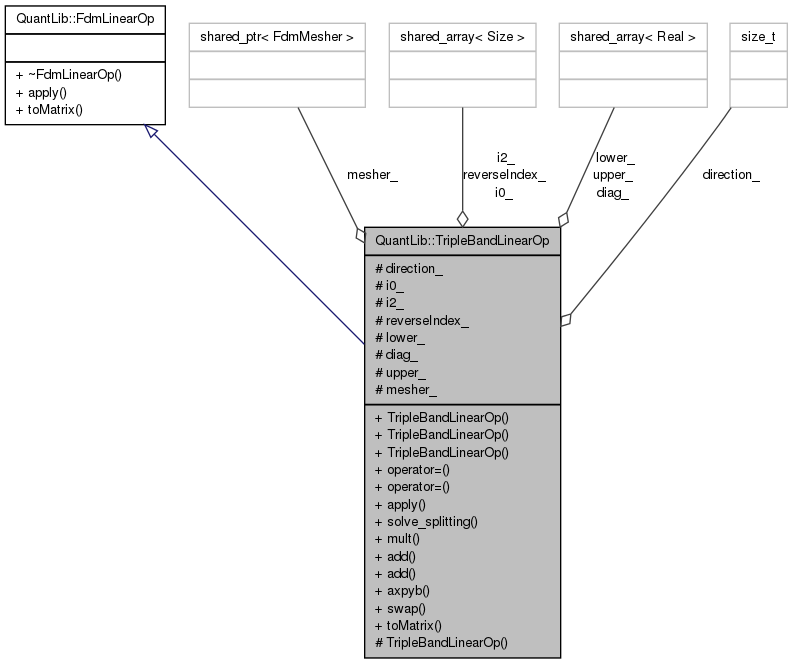 QuantLib::FdmLinearOp
+ ~FdmLinearOp()
+ apply()
+ toMatrix()
shared_ptr< FdmMesher >
shared_array< Size >
shared_array< Real >
size_t
mesher_
i2_
reverseIndex_
i0_
lower_
upper_
diag_
direction_
QuantLib::TripleBandLinearOp
# direction_
# i0_
# i2_
# reverseIndex_
# lower_
# diag_
# upper_
# mesher_
+ TripleBandLinearOp()
+ TripleBandLinearOp()
+ TripleBandLinearOp()
+ operator=()
+ operator=()
+ apply()
+ solve_splitting()
+ mult()
+ add()
+ add()
+ axpyb()
+ swap()
+ toMatrix()
# TripleBandLinearOp()